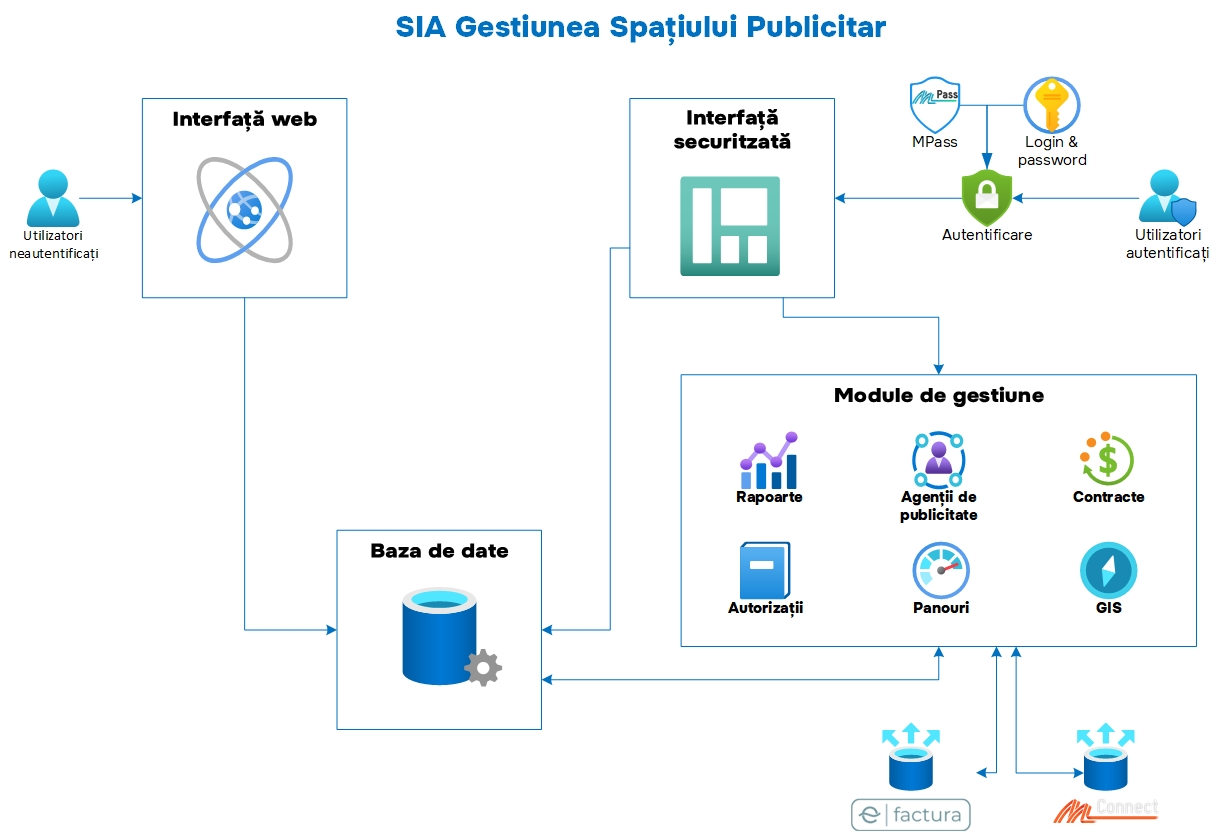 SIA Gestiunea Spațiului Publicitar
Interfață web
Utilizatori
neautentificați
Interfață
securitzată
Pass
MPass
Login &
password
Autentificare
Utilizatori
autentificați
Module de gestiune
Rapoarte
Agenții de
publicitate
Contracte
Autorizații
Panouri
GIS
Baza de date
e factura
Connect